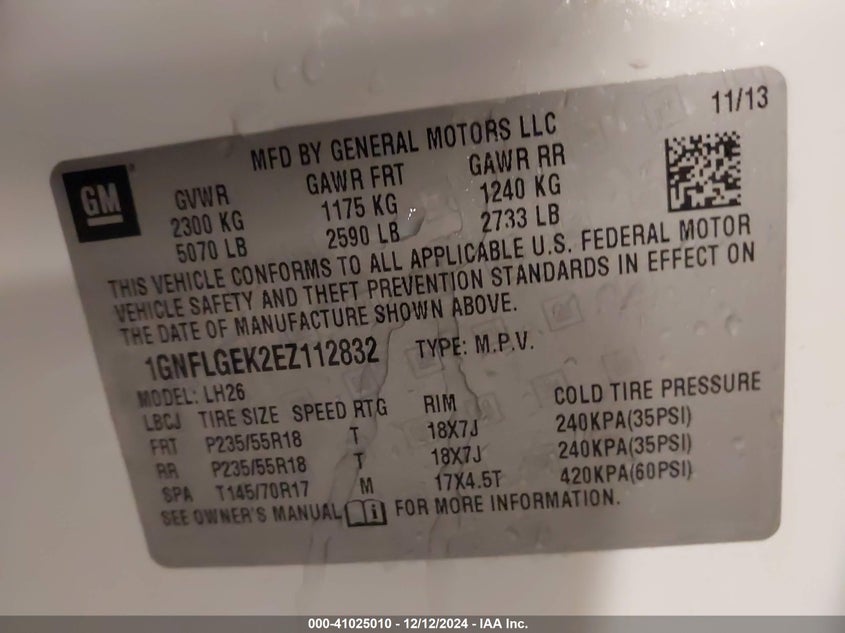 11/13
MFD BY GENERAL MOTORS LLC
GM
GVWR GAWR FRT GAWR RR
2300 KG 1175 KG 1240 KG
5070 LB 2590 LB 2733 LB
THIS VEHICLE CONFORMS TO ALL APPLICABLE U.S. FEDERAL MOTOR
VEHICLE SAFETY AND THEFT PREVENTION STANDARDS IN EFFECT ON
THE DATE OF MANUFACTURE SHOWN ABOVE.
1GNFLGEK2EZ112832 TYPE: M.P.V.
MODEL: LH26
LBCJ TIRE SIZE SPEED RTG RIM COLD TIRE PRESSURE
FRT P235/55R18 T 18X7J 240KPA(35PSI)
RR P235/55R18 T 18X7J 240KPA(35PSI)
SPA T145/70R17 M 17X4.5T 420KPA(60PSI)
SEE OWNER'S MANUAL i FOR MORE INFORMATION.
000-41025010 - 12/12/2024 - IAA Inc.